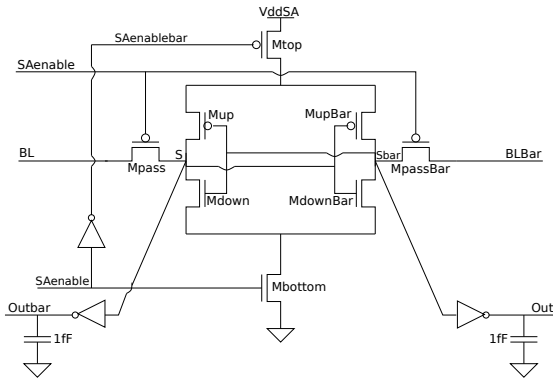 VddSA
SAenablebar
Mtop
SAenable
Mup
MupBar
BL
S
Sbar
BLBar
Mpass
MpassBar
Mdown
MdownBar
SAenable
Mbottom
Outbar
Out
1fF
1fF